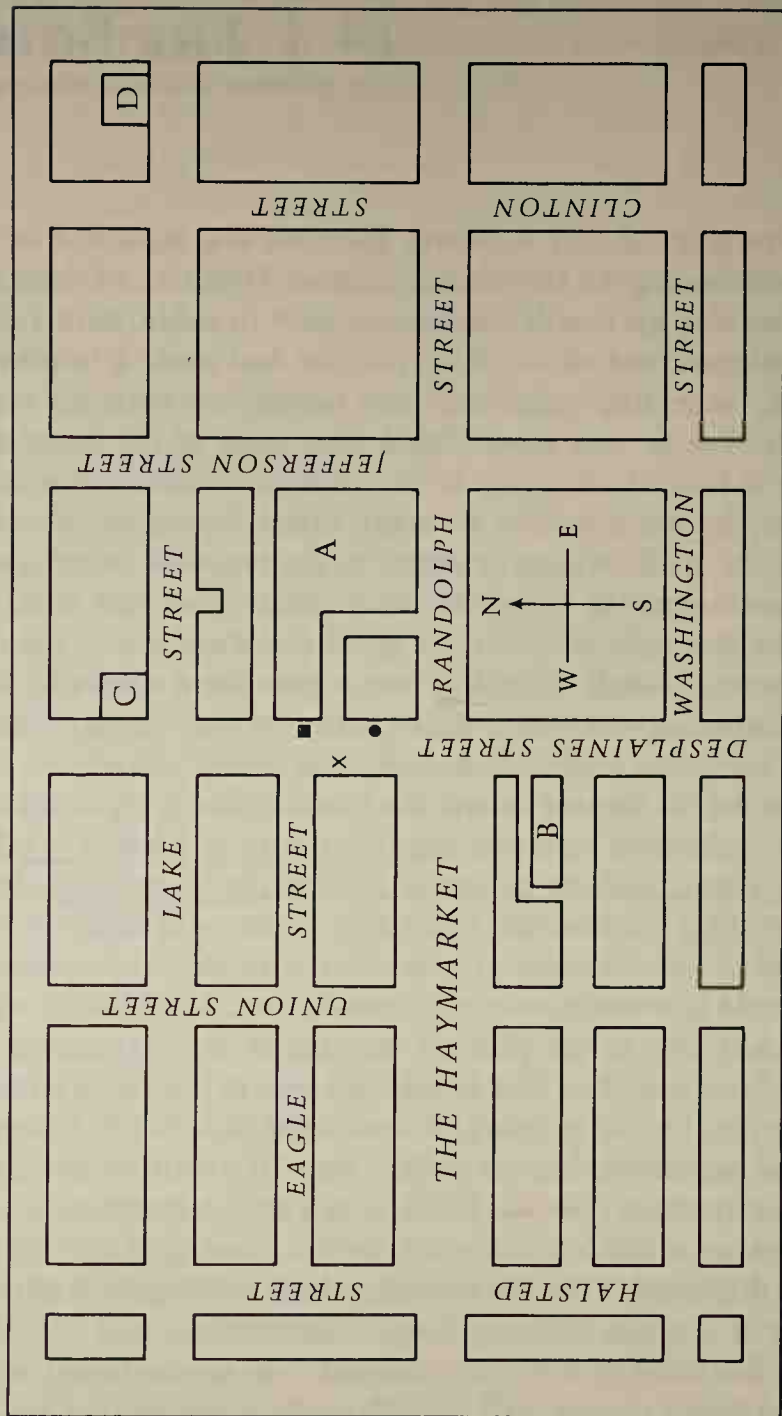 C
D
LAKE STREET
EAGLE STREET
A
X
THE HAYMARKET
RANDOLPH STREET
HALSTED STREET
UNION STREET
DESPLAINES STREET
JEFFERSON STREET
CLINTON STREET
B
N
W E
S
WASHINGTON STREET